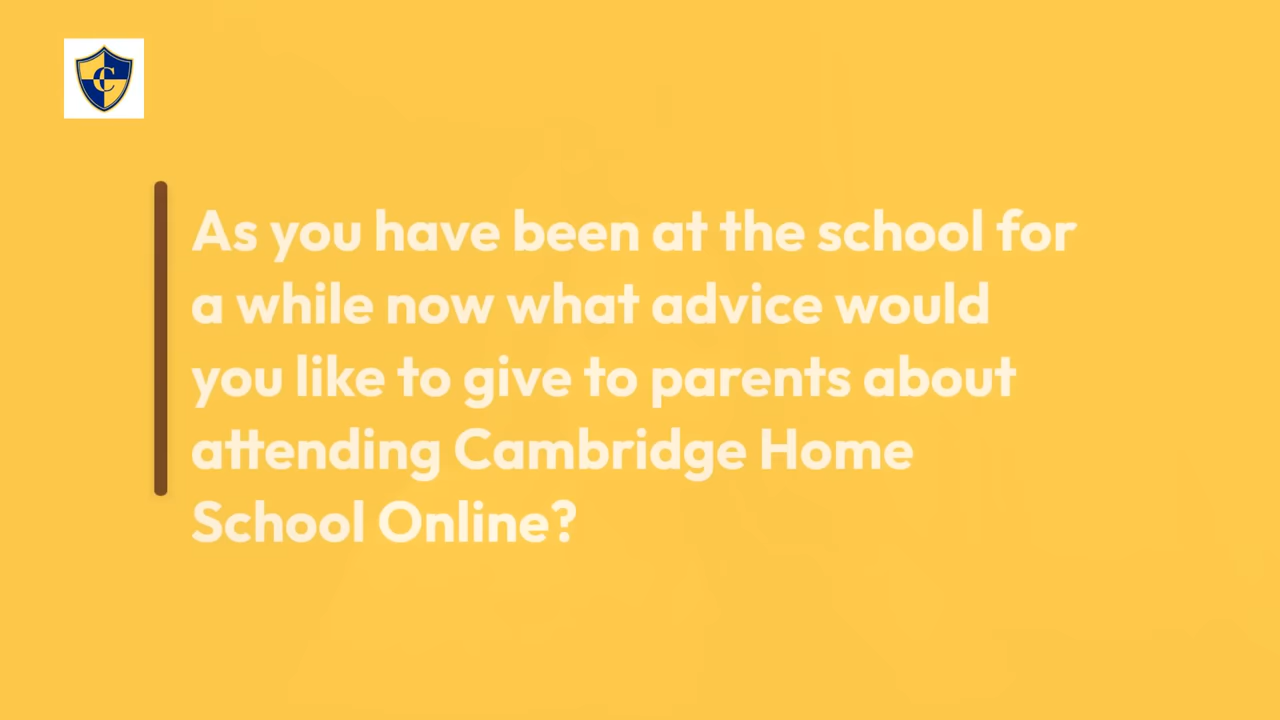 C
As you have been at the school for
a while now what advice would
you like to give to parents about
attending Cambridge Home
School Online?